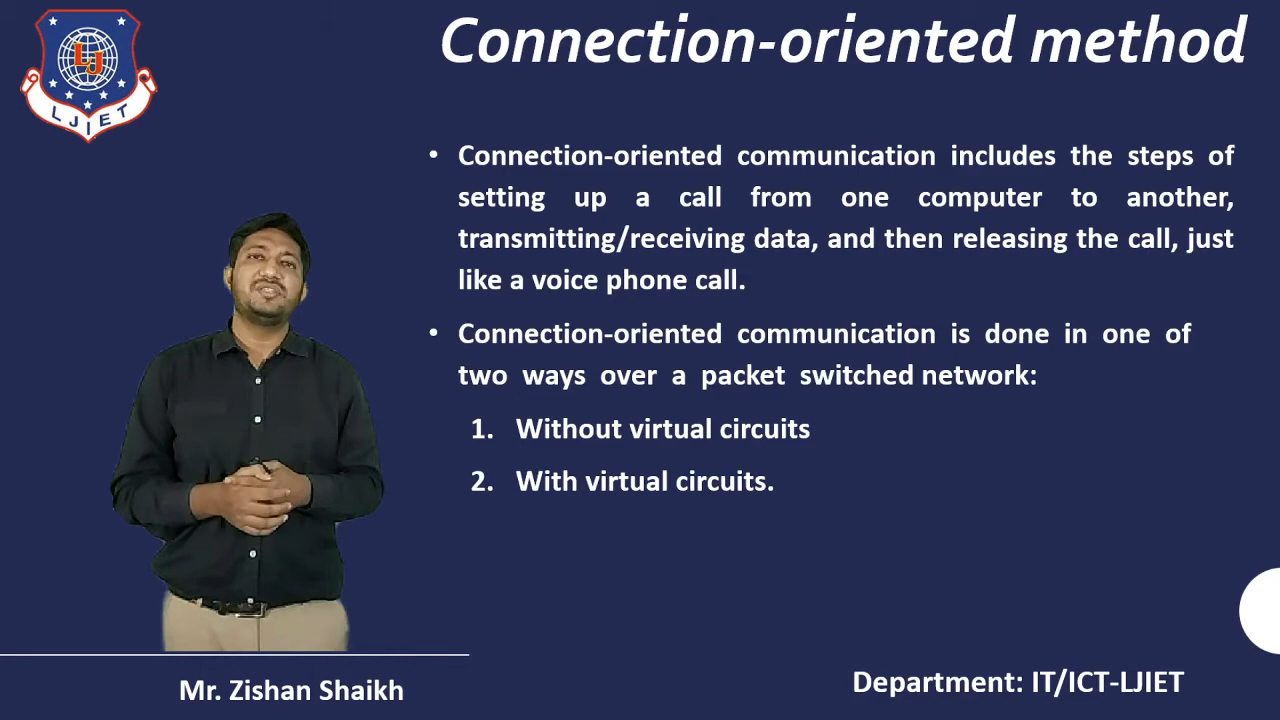 Connection-oriented method
LJ
LJIET
• Connection-oriented communication includes the steps of
setting up a call from one computer to another,
transmitting/receiving data, and then releasing the call, just
like a voice phone call.
• Connection-oriented communication is done in one of
two ways over a packet switched network:
1. Without virtual circuits
2. With virtual circuits.
Mr. Zishan Shaikh
Department: IT/ICT-LJIET